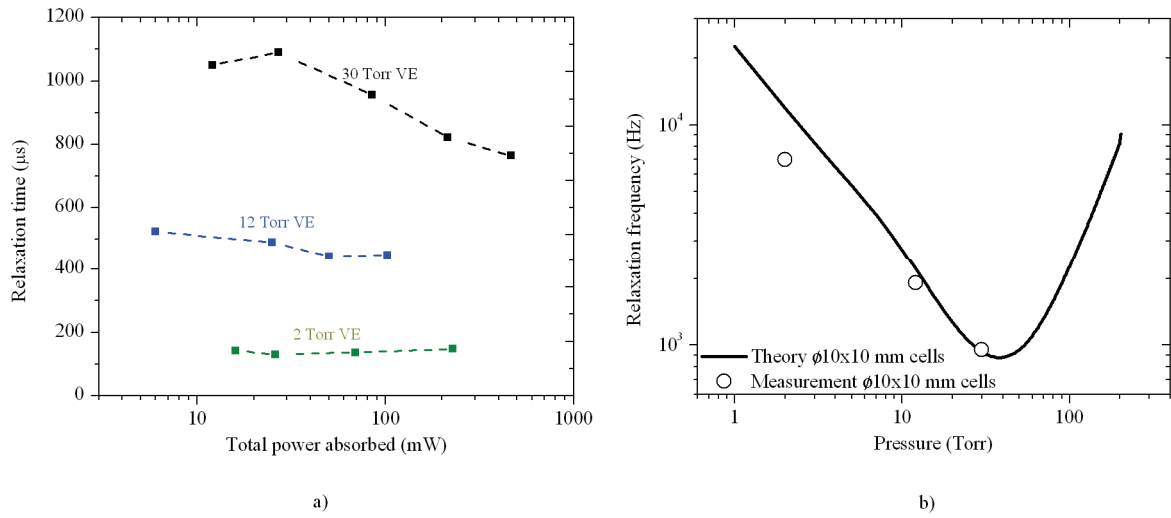 1200
1000
800
600
400
200
0
Relaxation time (μs)
30 Torr VE
12 Torr VE
2 Torr VE
10
100
1000
Total power absorbed (mW)
a)
10⁴
10³
Relaxation frequency (Hz)
Theory ϕ10x10 mm cells
Measurement ϕ10x10 mm cells
1
10
100
Pressure (Torr)
b)